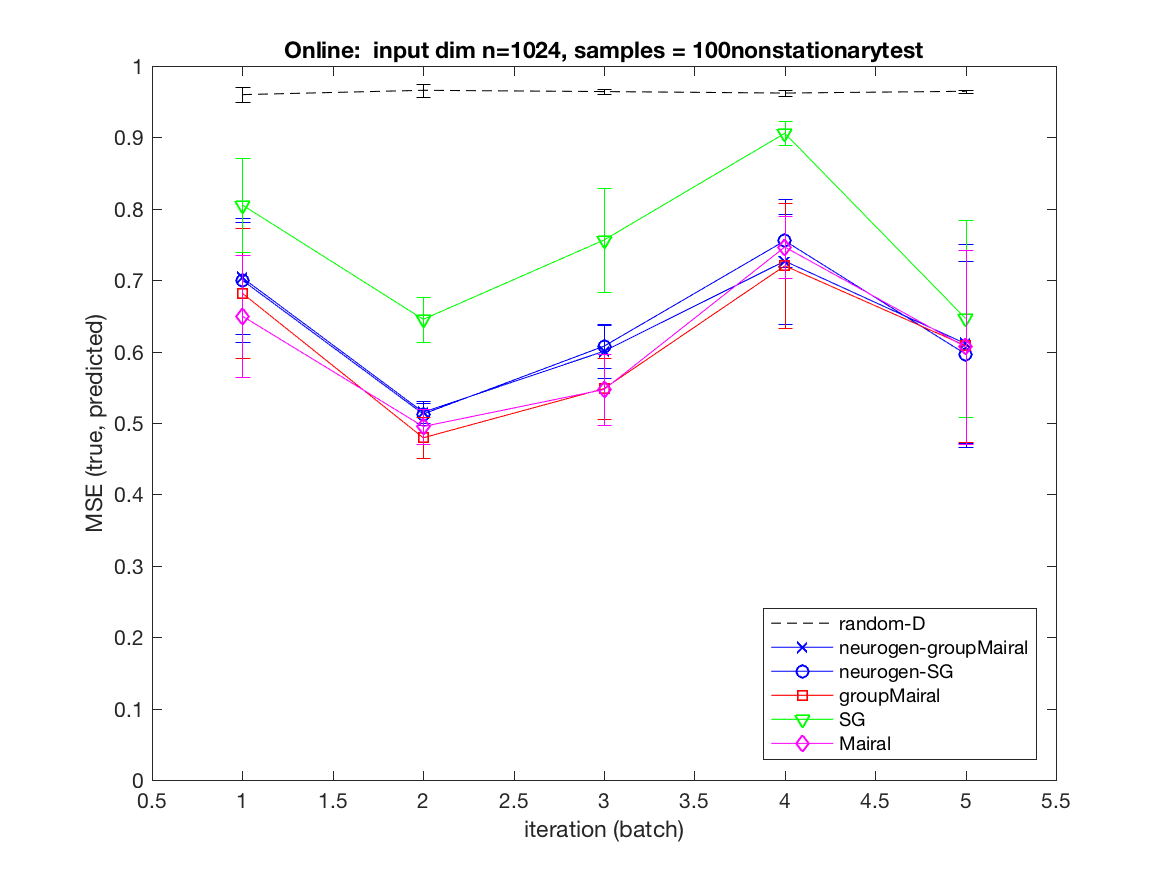 Online:  input dim n=1024, samples = 100nonstationarytest
MSE (true, predicted)
1
0.9
0.8
0.7
0.6
0.5
0.4
0.3
0.2
0.1
0
random-D
neurogen-groupMairal
neurogen-SG
groupMairal
SG
Mairal
0.5 1 1.5 2 2.5 3 3.5 4 4.5 5 5.5
iteration (batch)